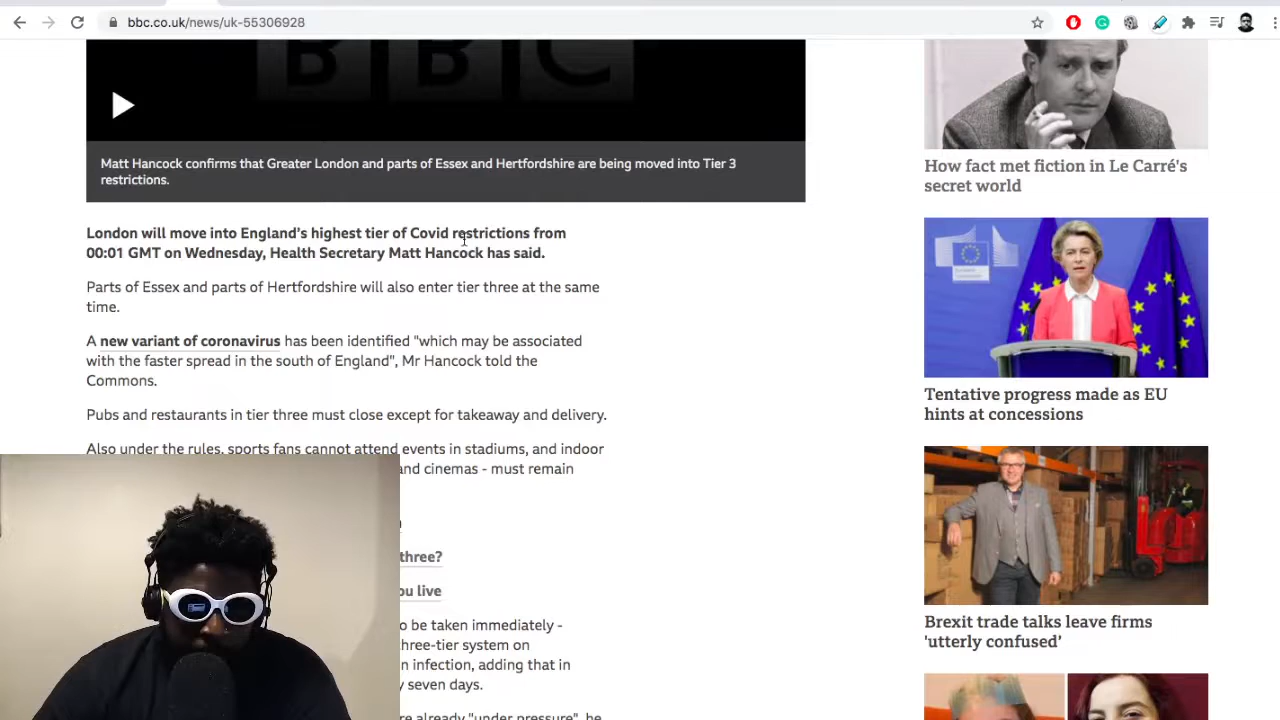 bbc.co.uk/news/uk-55306928
BBC
Matt Hancock confirms that Greater London and parts of Essex and Hertfordshire are being moved into Tier 3
restrictions.
London will move into England's highest tier of Covid restrictions from
00:01 GMT on Wednesday, Health Secretary Matt Hancock has said.
Parts of Essex and parts of Hertfordshire will also enter tier three at the same
time.
A new variant of coronavirus has been identified "which may be associated
with the faster spread in the south of England", Mr Hancock told the
Commons.
Pubs and restaurants in tier three must close except for takeaway and delivery.
Also under the rules, sports fans cannot attend events in stadiums, and indoor
and cinemas - must remain
three?
ou live
o be taken immediately -
hree-tier system on
n infection, adding that in
y seven days.
re already "under pressure", he
How fact met fiction in Le Carré's
secret world
Tentative progress made as EU
hints at concessions
Brexit trade talks leave firms
'utterly confused'